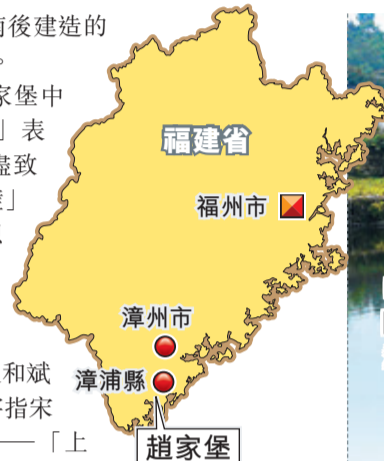 後建造的
。
家堡中
」表
盡致
」
和斌
指宋
——「上
福建省
福州市
漳州市
漳浦縣
趙家堡